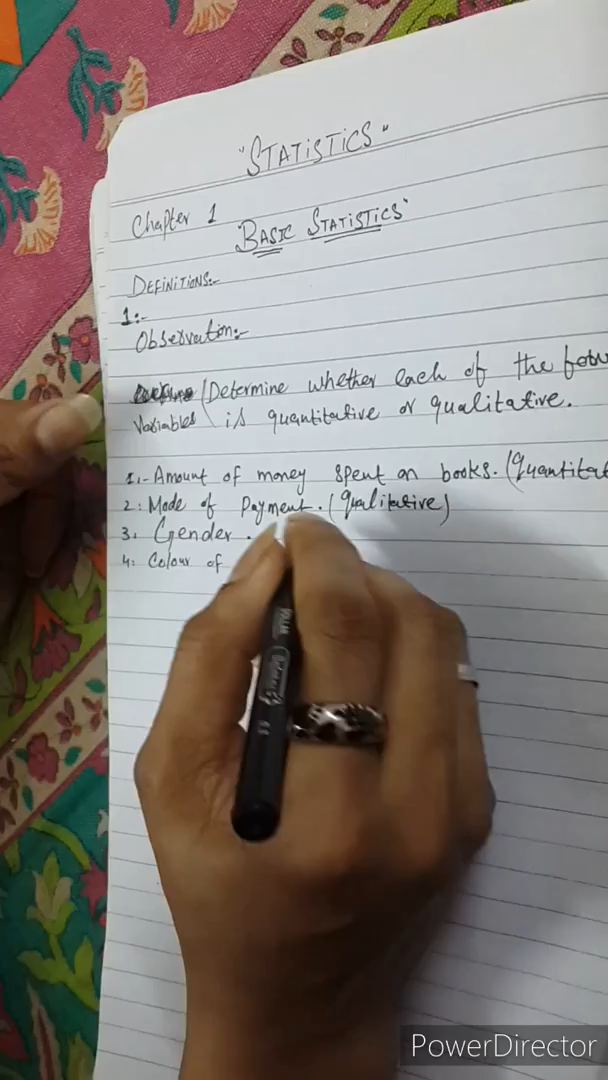 "STATISTICS"
Chapter 1
"BASIC STATISTICS"
DEFINITIONS:-
1:-
Observation:-
(Determine whether each of the
Variables is quantitative or qualitative.
1.- Amount of money spent on books. (Quantitat
2: Mode of Payment. (Qualitative)
3. Gender.
4: Colour of
PowerDirector